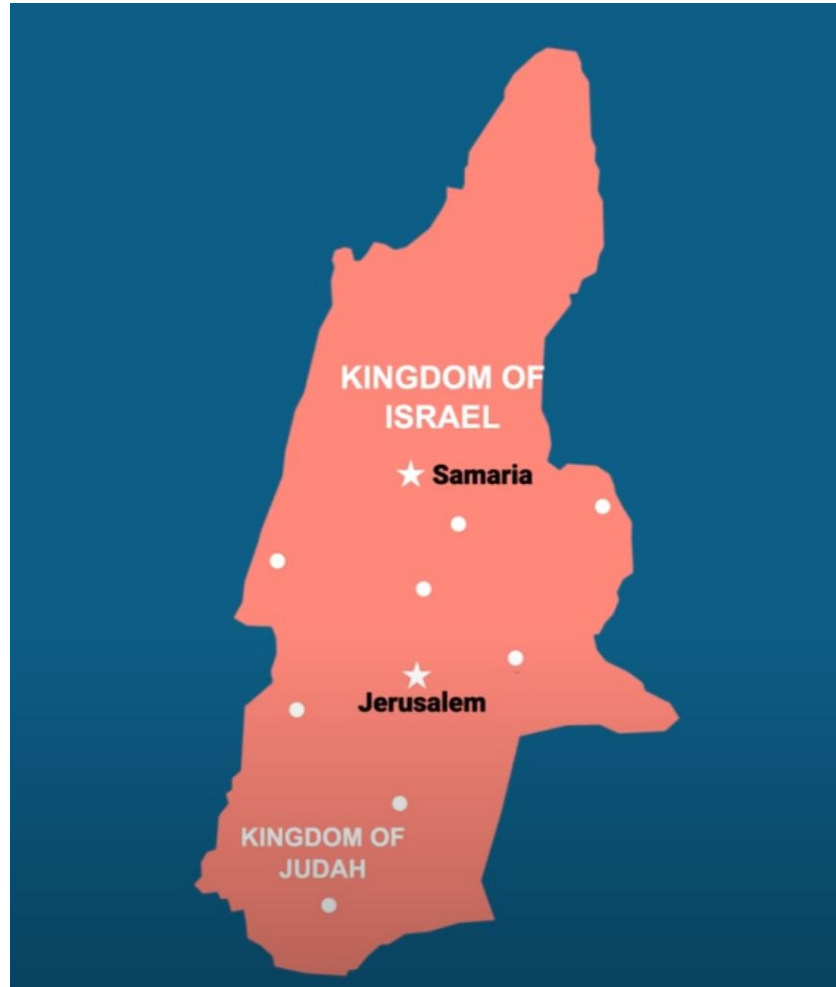 KINGDOM OF
ISRAEL
Samaria
Jerusalem
KINGDOM OF
JUDAH